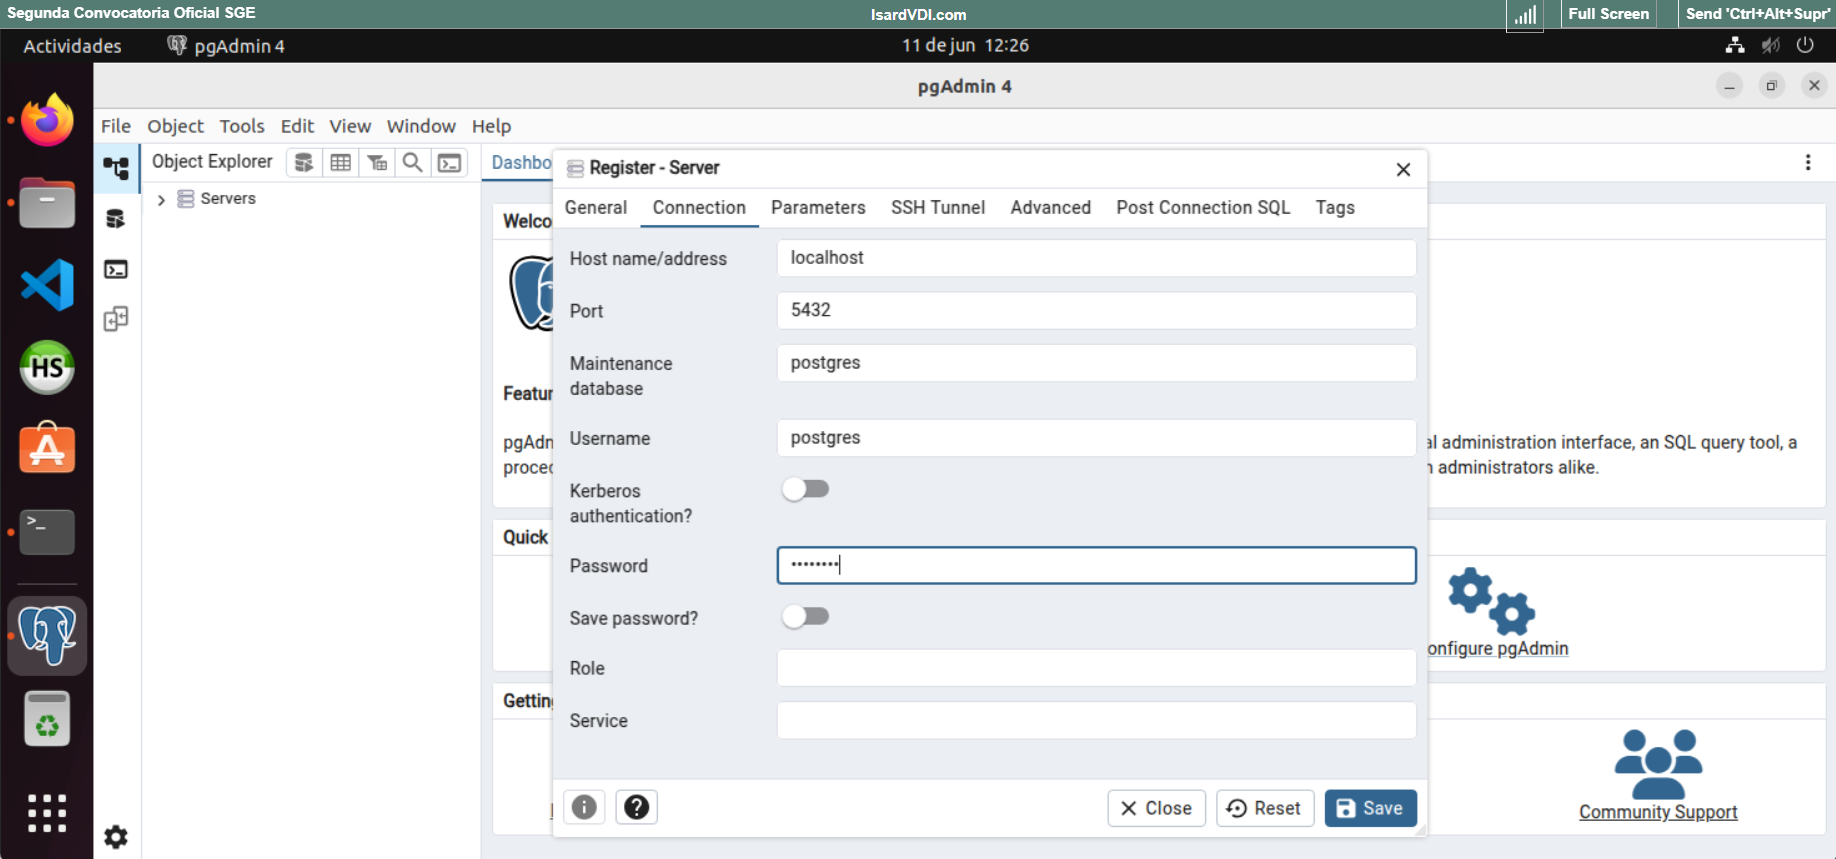 Segunda Convocatoria Oficial SGE
IsardVDI.com
Full Screen
Send 'Ctrl+Alt+Supr'
Actividades
pgAdmin 4
11 de jun 12:26
pgAdmin 4
File Object Tools Edit View Window Help
Object Explorer
Servers
Dashbo
Register - Server
General Connection Parameters SSH Tunnel Advanced Post Connection SQL Tags
Welco
Host name/address
localhost
Port
5432
Maintenance
database
postgres
Featur
Username
postgres
pgAdn
al administration interface, an SQL query tool, a
proced
n administrators alike.
Kerberos
authentication?
Quick
Password
••••••••
Save password?
onfigure pgAdmin
Role
Getting
Service
Close
Reset
Save
Community Support
HS